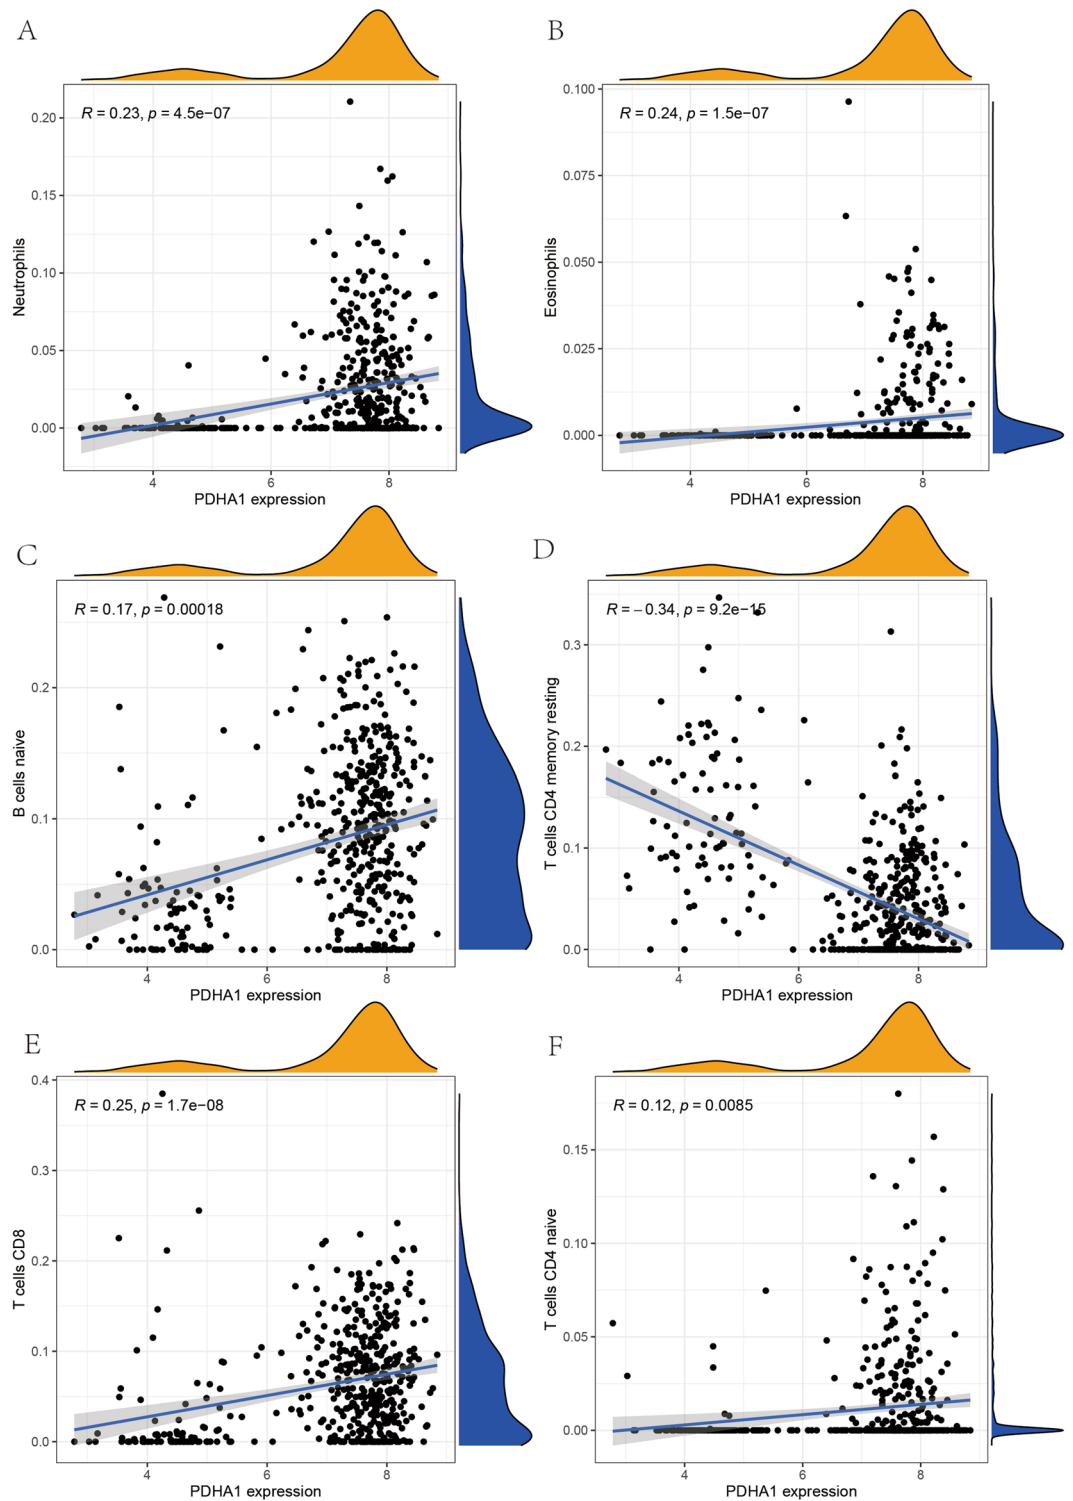 A
R = 0.23, p = 4.5e−07
0.20
0.15
0.10
0.05
0.00
Neutrophils
4 6 8
PDHA1 expression
B
R = 0.24, p = 1.5e−07
0.100
0.075
0.050
0.025
0.000
Eosinophils
4 6 8
PDHA1 expression
C
R = 0.17, p = 0.00018
0.2
0.1
0.0
B cells naive
4 6 8
PDHA1 expression
D
R = −0.34, p = 9.2e−15
0.3
0.2
0.1
0.0
T cells CD4 memory resting
4 6 8
PDHA1 expression
E
R = 0.25, p = 1.7e−08
0.4
0.3
0.2
0.1
0.0
T cells CD8
4 6 8
PDHA1 expression
F
R = 0.12, p = 0.0085
0.15
0.10
0.05
0.00
T cells CD4 naive
4 6 8
PDHA1 expression